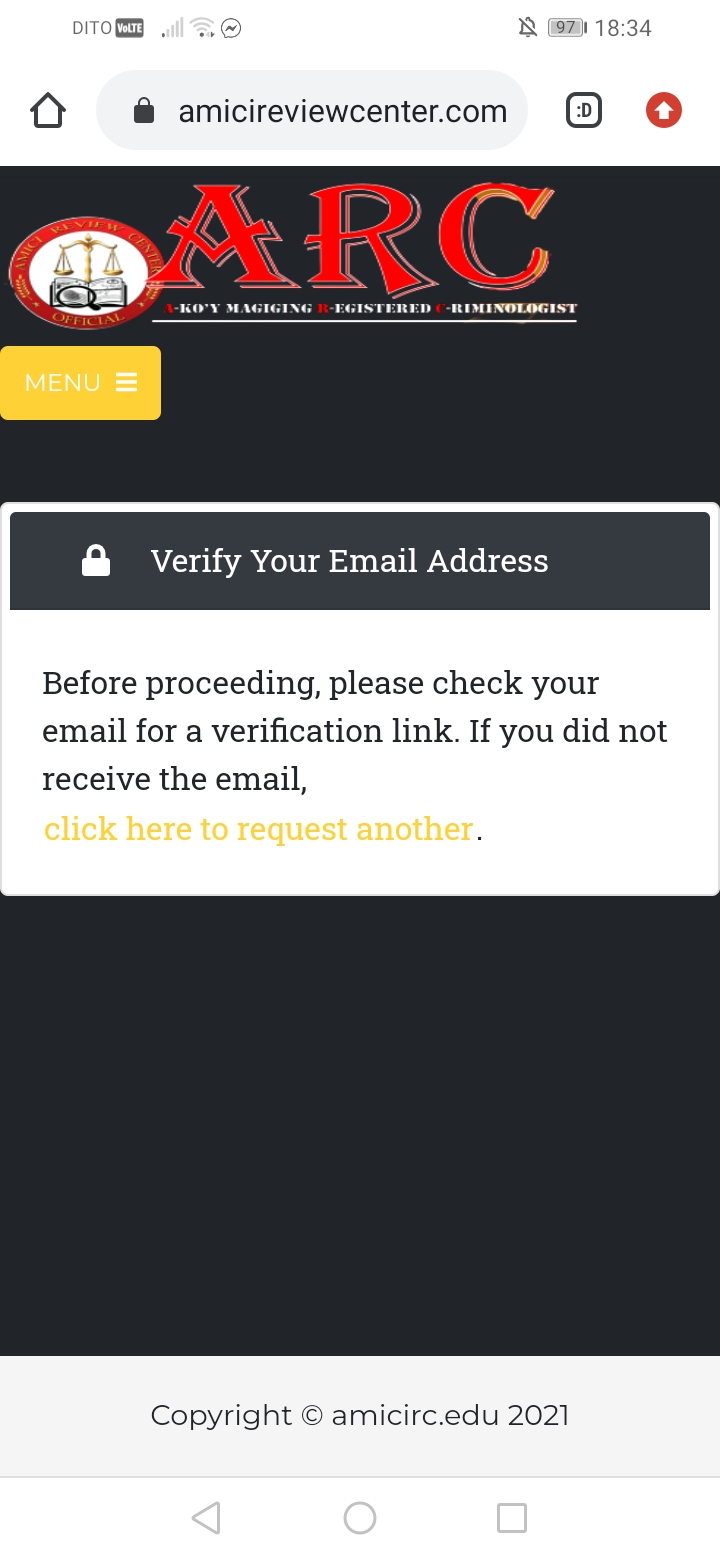 DITO VoLTE 97 18:34
amicireviewcenter.com :D
ARC
AMICI REVIEW CENTER
OFFICIAL
A-KO'Y MAGIGING R-EGISTERED C-RIMINOLOGIST
MENU
Verify Your Email Address
Before proceeding, please check your
email for a verification link. If you did not
receive the email,
click here to request another.
Copyright © amicirc.edu 2021